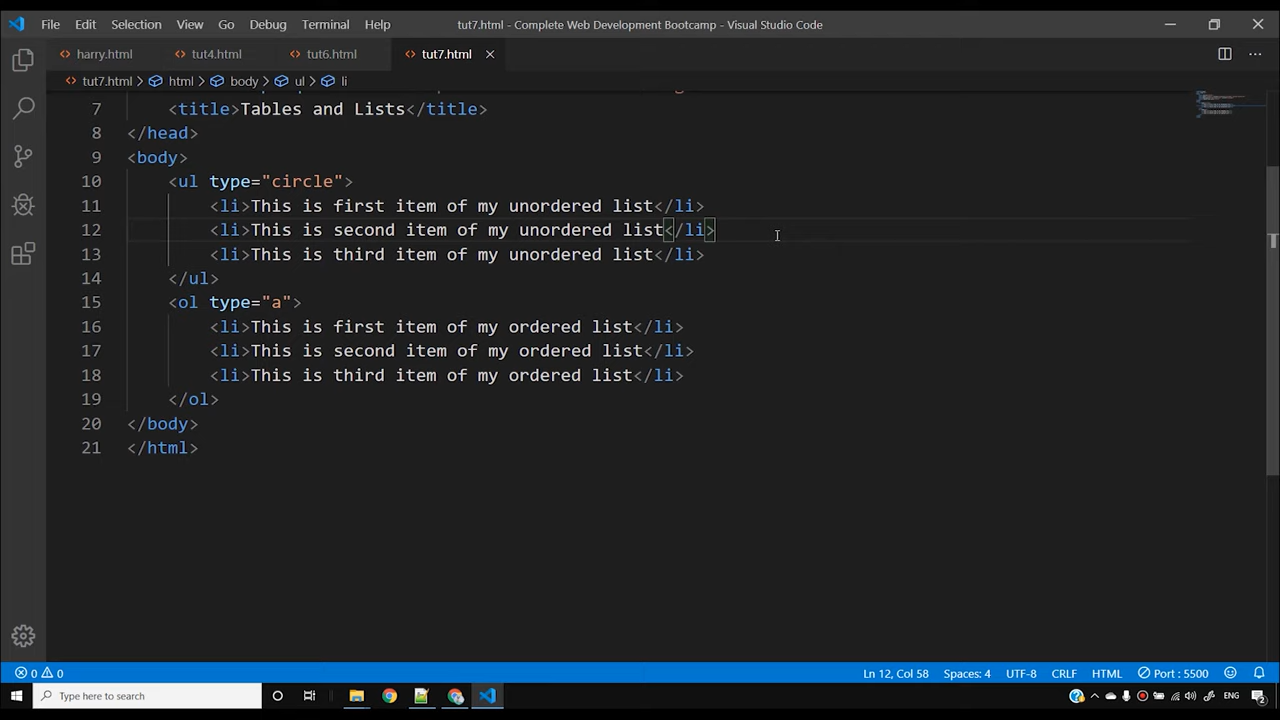 File Edit Selection View Go Debug Terminal Help
tut7.html - Complete Web Development Bootcamp - Visual Studio Code
harry.html tut4.html tut6.html tut7.html
tut7.html > html > body > ul > li
7 <title>Tables and Lists</title>
8 </head>
9 <body>
10 <ul type="circle">
11 <li>This is first item of my unordered list</li>
12 <li>This is second item of my unordered list</li>
13 <li>This is third item of my unordered list</li>
14 </ul>
15 <ol type="a">
16 <li>This is first item of my ordered list</li>
17 <li>This is second item of my ordered list</li>
18 <li>This is third item of my ordered list</li>
19 </ol>
20 </body>
21 </html>
0 0 Ln 12, Col 58 Spaces: 4 UTF-8 CRLF HTML Port : 5500
Type here to search
ENG 2